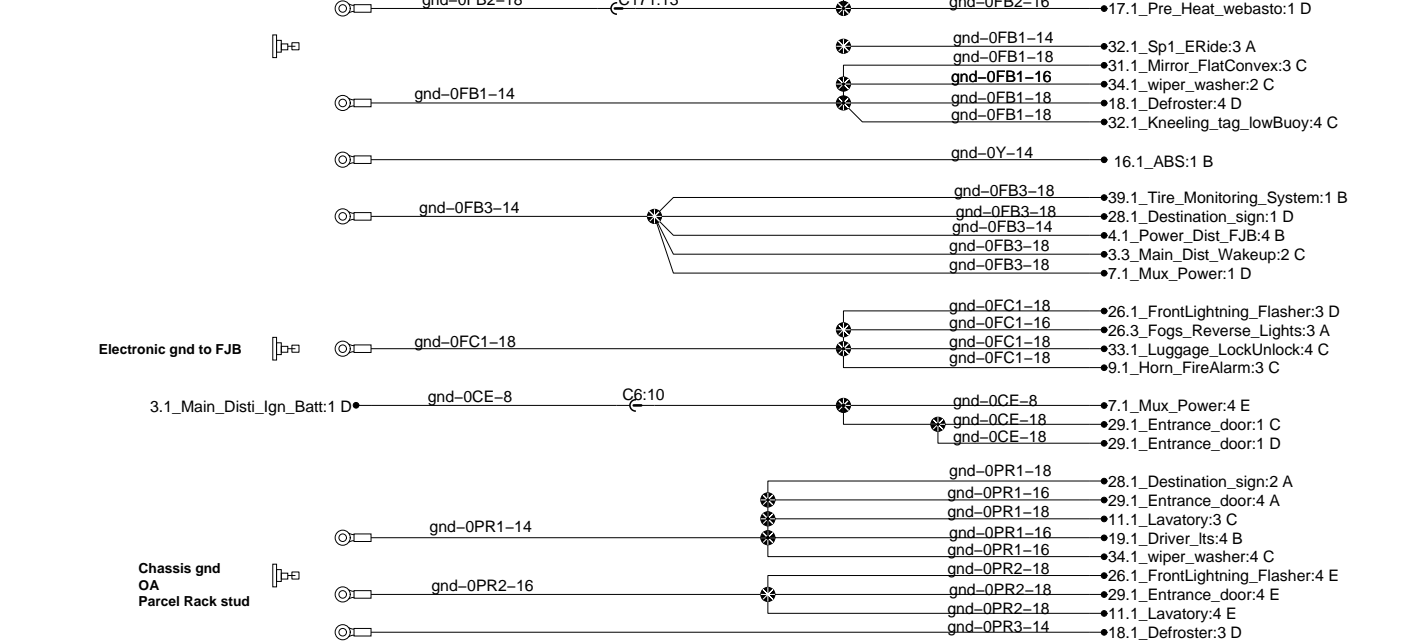 gnd–0FB2–18 C171:13 gnd–0FB2–16 17.1_Pre_Heat_webasto:1 D
gnd–0FB1–14 32.1_Sp1_ERide:3 A
gnd–0FB1–18 31.1_Mirror_FlatConvex:3 C
gnd–0FB1–16 34.1_wiper_washer:2 C
gnd–0FB1–14 gnd–0FB1–18 18.1_Defroster:4 D
gnd–0FB1–18 32.1_Kneeling_tag_lowBuoy:4 C
gnd–0Y–14 16.1_ABS:1 B
gnd–0FB3–18 39.1_Tire_Monitoring_System:1 B
gnd–0FB3–14 gnd–0FB3–18 28.1_Destination_sign:1 D
gnd–0FB3–14 4.1_Power_Dist_FJB:4 B
gnd–0FB3–18 3.3_Main_Dist_Wakeup:2 C
gnd–0FB3–18 7.1_Mux_Power:1 D
gnd–0FC1–18 26.1_FrontLightning_Flasher:3 D
gnd–0FC1–16 26.3_Fogs_Reverse_Lights:3 A
Electronic gnd to FJB gnd–0FC1–18 gnd–0FC1–18 33.1_Luggage_LockUnlock:4 C
gnd–0FC1–18 9.1_Horn_FireAlarm:3 C
3.1_Main_Disti_Ign_Batt:1 D gnd–0CE–8 C6:10 gnd–0CE–8 7.1_Mux_Power:4 E
gnd–0CE–18 29.1_Entrance_door:1 C
gnd–0CE–18 29.1_Entrance_door:1 D
gnd–0PR1–18 28.1_Destination_sign:2 A
gnd–0PR1–16 29.1_Entrance_door:4 A
gnd–0PR1–18 11.1_Lavatory:3 C
gnd–0PR1–14 gnd–0PR1–16 19.1_Driver_lts:4 B
gnd–0PR1–16 34.1_wiper_washer:4 C
Chassis gnd gnd–0PR2–18 26.1_FrontLightning_Flasher:4 E
OA
gnd–0PR2–16 gnd–0PR2–18 29.1_Entrance_door:4 E
Parcel Rack stud
gnd–0PR2–18 11.1_Lavatory:4 E
gnd–0PR3–14 18.1_Defroster:3 D